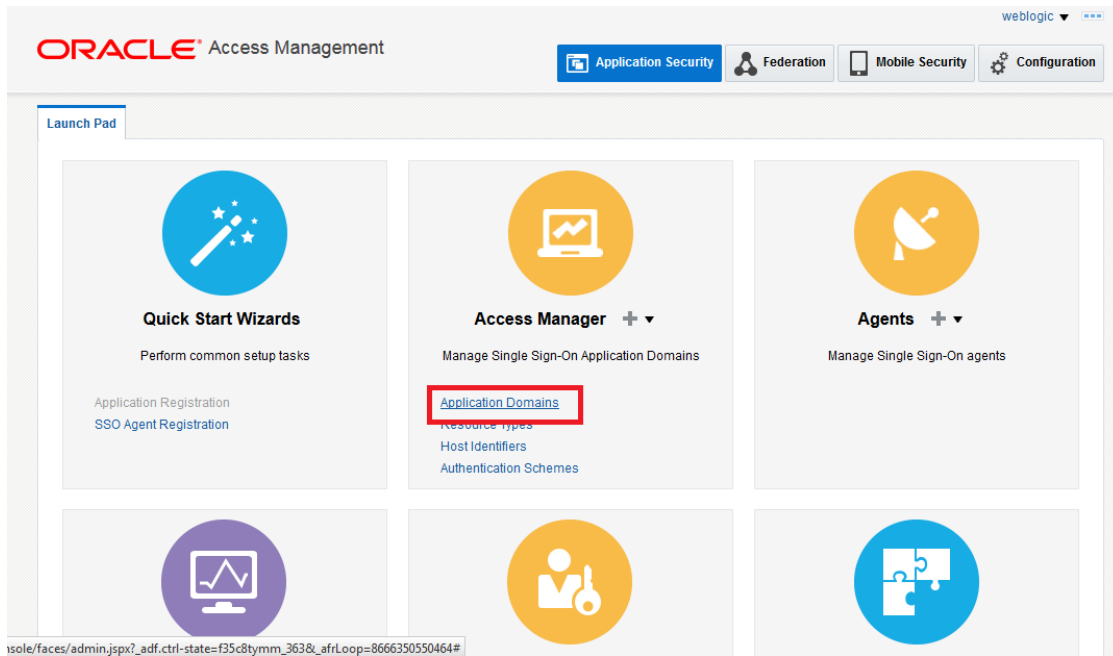 weblogic
ORACLE Access Management
Application Security
Federation
Mobile Security
Configuration
Launch Pad
Quick Start Wizards
Perform common setup tasks
Application Registration
SSO Agent Registration
Access Manager
Manage Single Sign-On Application Domains
Application Domains
Resource Types
Host Identifiers
Authentication Schemes
Agents
Manage Single Sign-On agents
nsole/faces/admin.jspx?_adf.ctrl-state=f35c8tymm_363&_afrLoop=8666350550464#